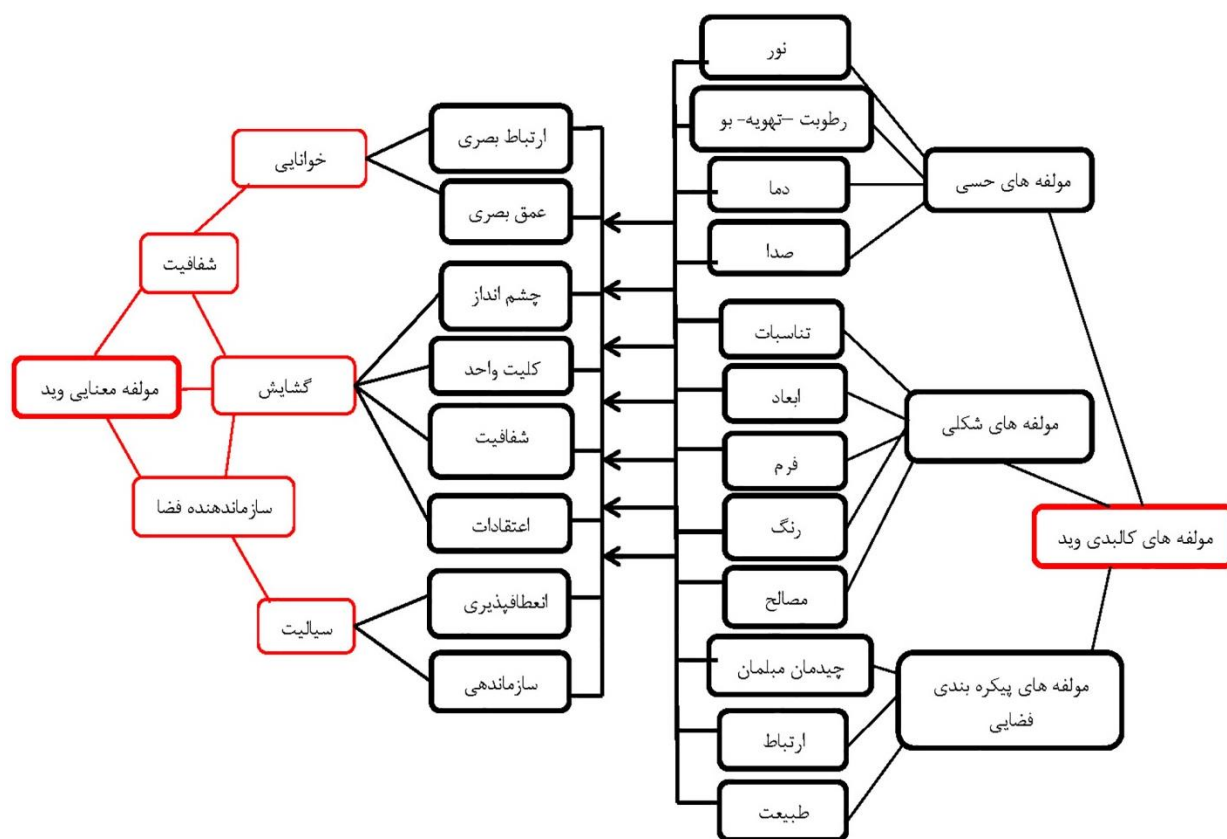 مولفه های کالبدی وید
مولفه های حسی
نور
رطوبت –تهویه- بو
دما
صدا
مولفه های شکلی
تناسبات
ابعاد
فرم
رنگ
مصالح
مولفه های پیکره بندی
فضایی
چیدمان مبلمان
ارتباط
طبیعت
ارتباط بصری
عمق بصری
چشم انداز
کلیت واحد
شفافیت
اعتقادات
انعطافپذیری
سازماندهی
خوانایی
شفافیت
گشایش
سازماندهنده فضا
سیالیت
مولفه معنایی وید